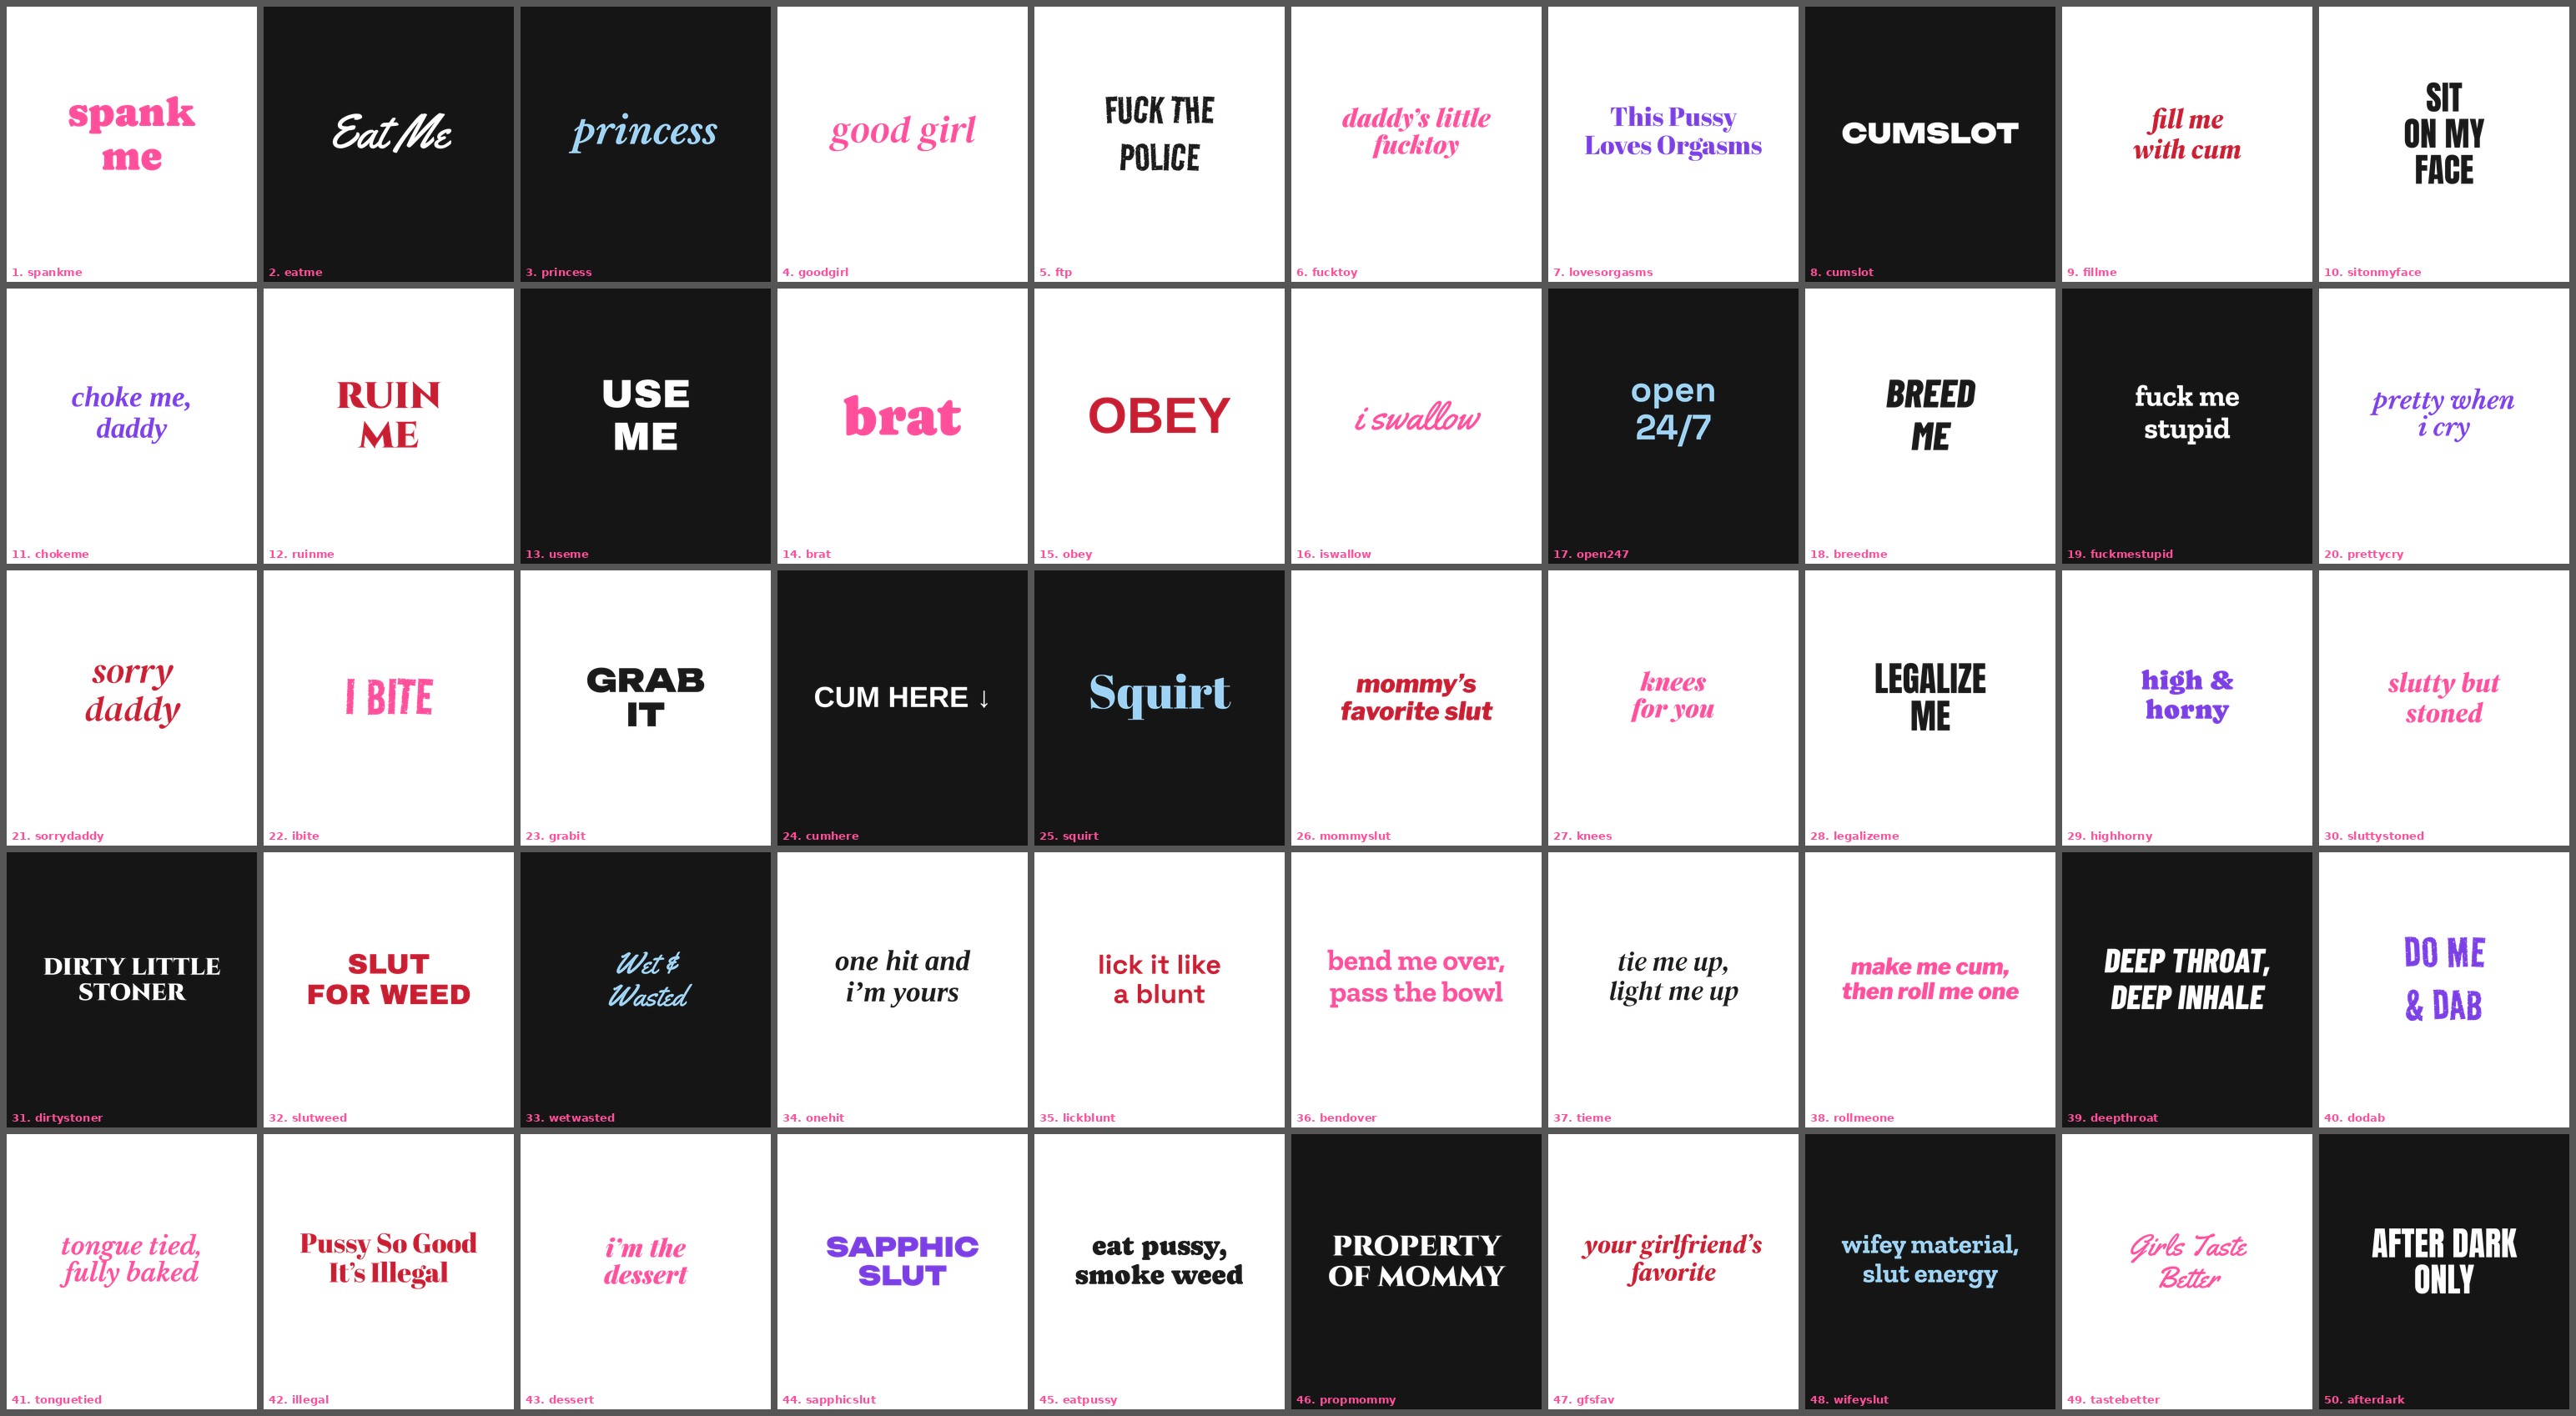 spank
me
1. spankme
Eat Me
2. eatme
princess
3. princess
good girl
4. goodgirl
FUCK THE
POLICE
5. ftp
daddy’s little
fucktoy
6. fucktoy
This Pussy
Loves Orgasms
7. lovesorgasms
CUMSLOT
8. cumslot
fill me
with cum
9. fillme
SIT
ON MY
FACE
10. sitonmyface
choke me,
daddy
11. chokeme
RUIN
ME
12. ruinme
USE
ME
13. useme
brat
14. brat
OBEY
15. obey
i swallow
16. iswallow
open
24/7
17. open247
BREED
ME
18. breedme
fuck me
stupid
19. fuckmestupid
pretty when
i cry
20. prettycry
sorry
daddy
21. sorrydaddy
I BITE
22. ibite
GRAB
IT
23. grabit
CUM HERE ↓
24. cumhere
Squirt
25. squirt
mommy’s
favorite slut
26. mommyslut
knees
for you
27. knees
LEGALIZE
ME
28. legalizeme
high &
horny
29. highhorny
slutty but
stoned
30. sluttystoned
DIRTY LITTLE
STONER
31. dirtystoner
SLUT
FOR WEED
32. slutweed
Wet &
Wasted
33. wetwasted
one hit and
i’m yours
34. onehit
lick it like
a blunt
35. lickblunt
bend me over,
pass the bowl
36. bendover
tie me up,
light me up
37. tieme
make me cum,
then roll me one
38. rollmeone
DEEP THROAT,
DEEP INHALE
39. deepthroat
DO ME
& DAB
40. dodab
tongue tied,
fully baked
41. tonguetied
Pussy So Good
It’s Illegal
42. illegal
i’m the
dessert
43. dessert
SAPPHIC
SLUT
44. sapphicslut
eat pussy,
smoke weed
45. eatpussy
PROPERTY
OF MOMMY
46. propmommy
your girlfriend’s
favorite
47. gfsfav
wifey material,
slut energy
48. wifeyslut
Girls Taste
Better
49. tastebetter
AFTER DARK
ONLY
50. afterdark